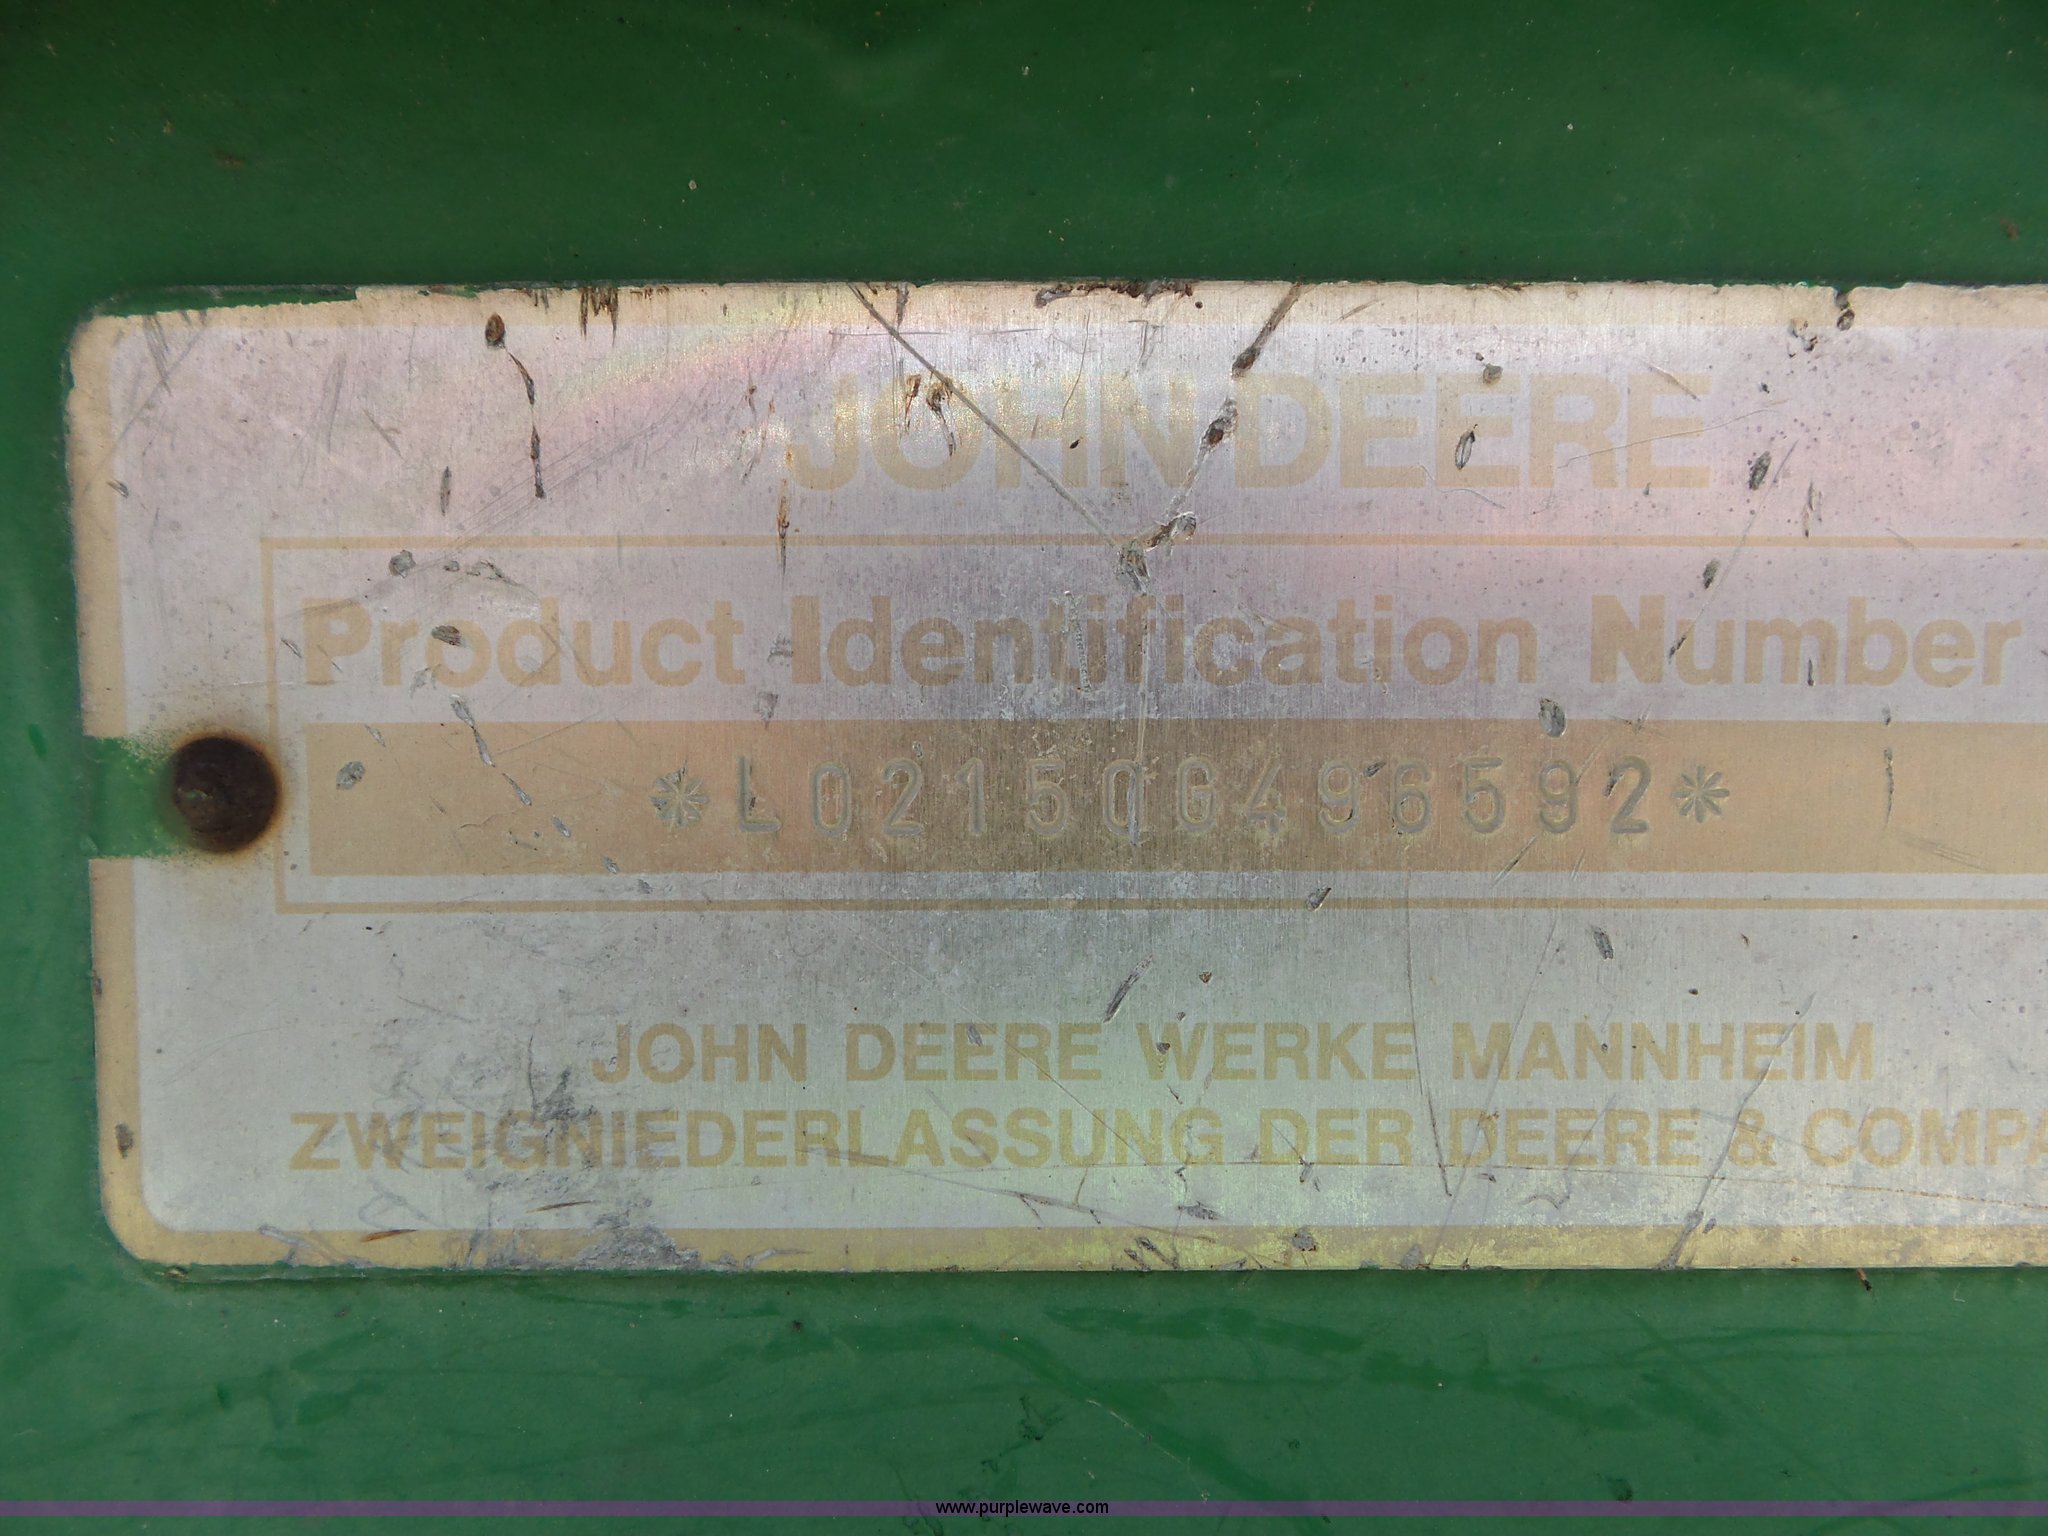 JOHN DEERE
Product Identification Number
*L02150G496592*
JOHN DEERE WERKE MANNHEIM
ZWEIGNIEDERLASSUNG DER DEERE & COMPA
www.purplewave.com